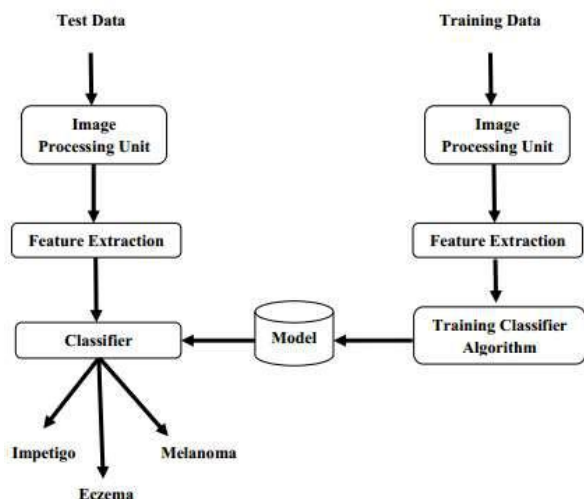 Test Data
Training Data
Image
Processing Unit
Image
Processing Unit
Feature Extraction
Feature Extraction
Classifier
Model
Training Classifier
Algorithm
Impetigo
Melanoma
Eczema